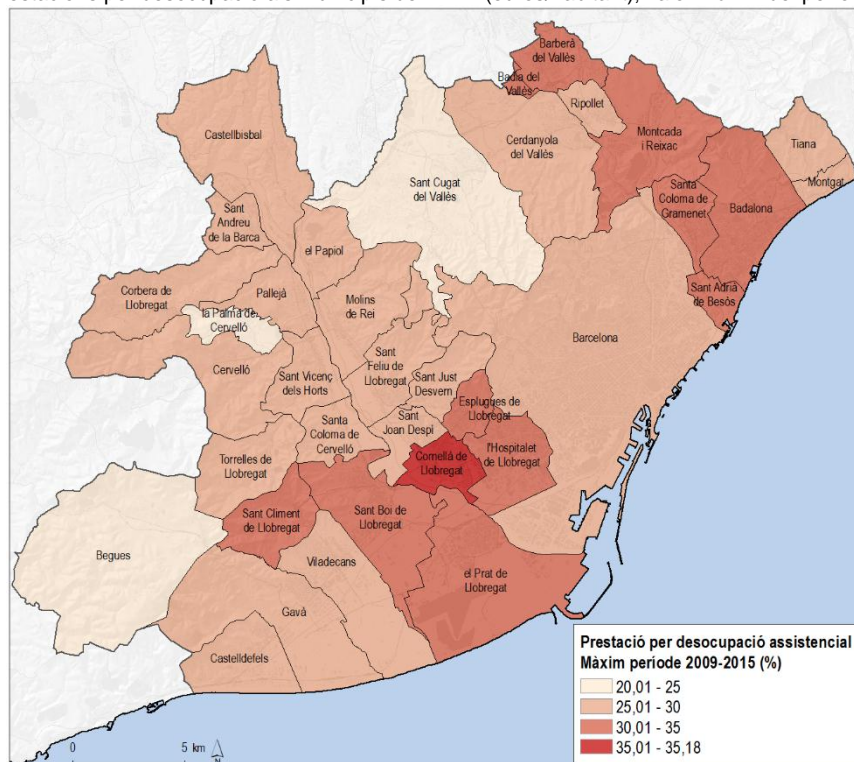 Barberà
del Vallès
Badia del
Vallès
Ripollet
Castellbisbal
Cerdanyola
del Vallès
Montcada
i Reixac
Tiana
Sant Cugat
del Vallès
Montgat
Santa
Coloma de
Gramenet
Badalona
Sant
Andreu
de la Barca
el Papiol
Sant Adrià
de Besòs
Corbera de
Llobregat
Pallejà
Molins
de Rei
la Palma de
Cervelló
Barcelona
Cervelló
Sant Vicenç
dels Horts
Sant
Feliu de
Llobregat
Sant Just
Desvern
Esplugues de
Llobregat
Santa
Coloma de
Cervelló
Sant
Joan Despí
Cornellà de
Llobregat
l'Hospitalet
de Llobregat
Torrelles de
Llobregat
Sant Climent
de Llobregat
Sant Boi de
Llobregat
Begues
Viladecans
el Prat de
Llobregat
Gavà
Castelldefels
Prestació per desocupació assistencial
Màxim període 2009-2015 (%)
20,01 - 25
25,01 - 30
30,01 - 35
35,01 - 35,18
0 5 km
N